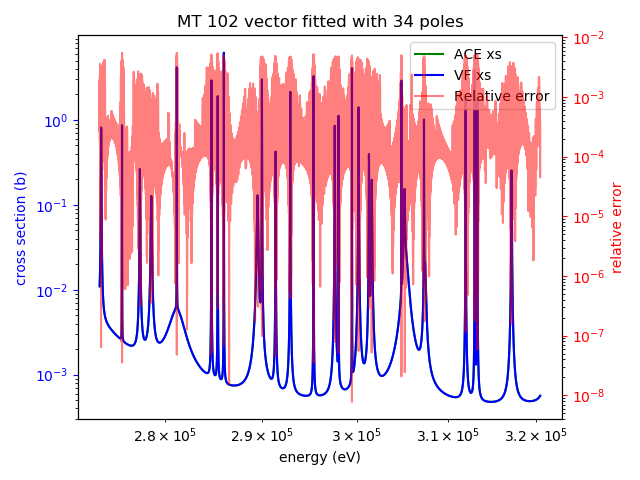 MT 102 vector fitted with 34 poles
ACE xs
VF xs
Relative error
cross section (b)
10⁰
10⁻¹
10⁻²
10⁻³
10⁻²
10⁻³
10⁻⁴
10⁻⁵
10⁻⁶
10⁻⁷
10⁻⁸
relative error
2.8 × 10⁵ 2.9 × 10⁵ 3 × 10⁵ 3.1 × 10⁵ 3.2 × 10⁵
energy (eV)